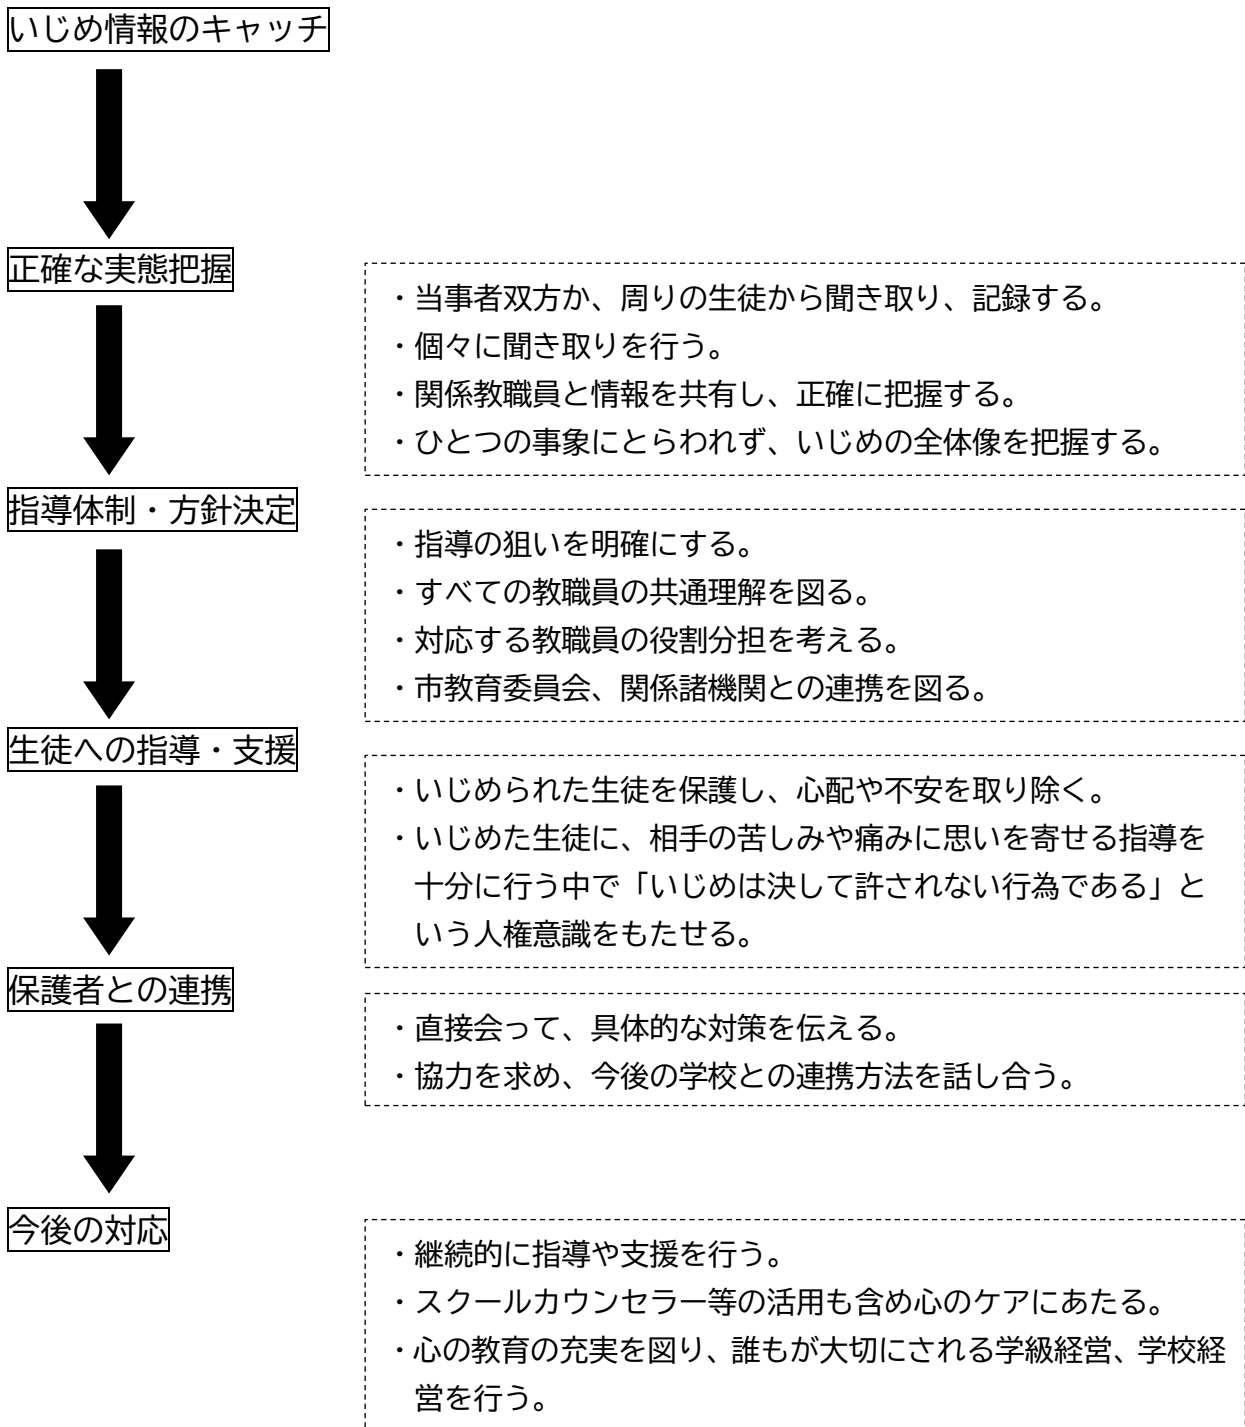 いじめ情報のキャッチ
正確な実態把握
・当事者双方か、周りの生徒から聞き取り、記録する。
・個々に聞き取りを行う。
・関係教職員と情報を共有し、正確に把握する。
・ひとつの事象にとらわれず、いじめの全体像を把握する。
指導体制・方針決定
・指導の狙いを明確にする。
・すべての教職員の共通理解を図る。
・対応する教職員の役割分担を考える。
・市教育委員会、関係諸機関との連携を図る。
生徒への指導・支援
・いじめられた生徒を保護し、心配や不安を取り除く。
・いじめた生徒に、相手の苦しみや痛みに思いを寄せる指導を
十分に行う中で「いじめは決して許されない行為である」と
いう人権意識をもたせる。
保護者との連携
・直接会って、具体的な対策を伝える。
・協力を求め、今後の学校との連携方法を話し合う。
今後の対応
・継続的に指導や支援を行う。
・スクールカウンセラー等の活用も含め心のケアにあたる。
・心の教育の充実を図り、誰もが大切にされる学級経営、学校経
営を行う。